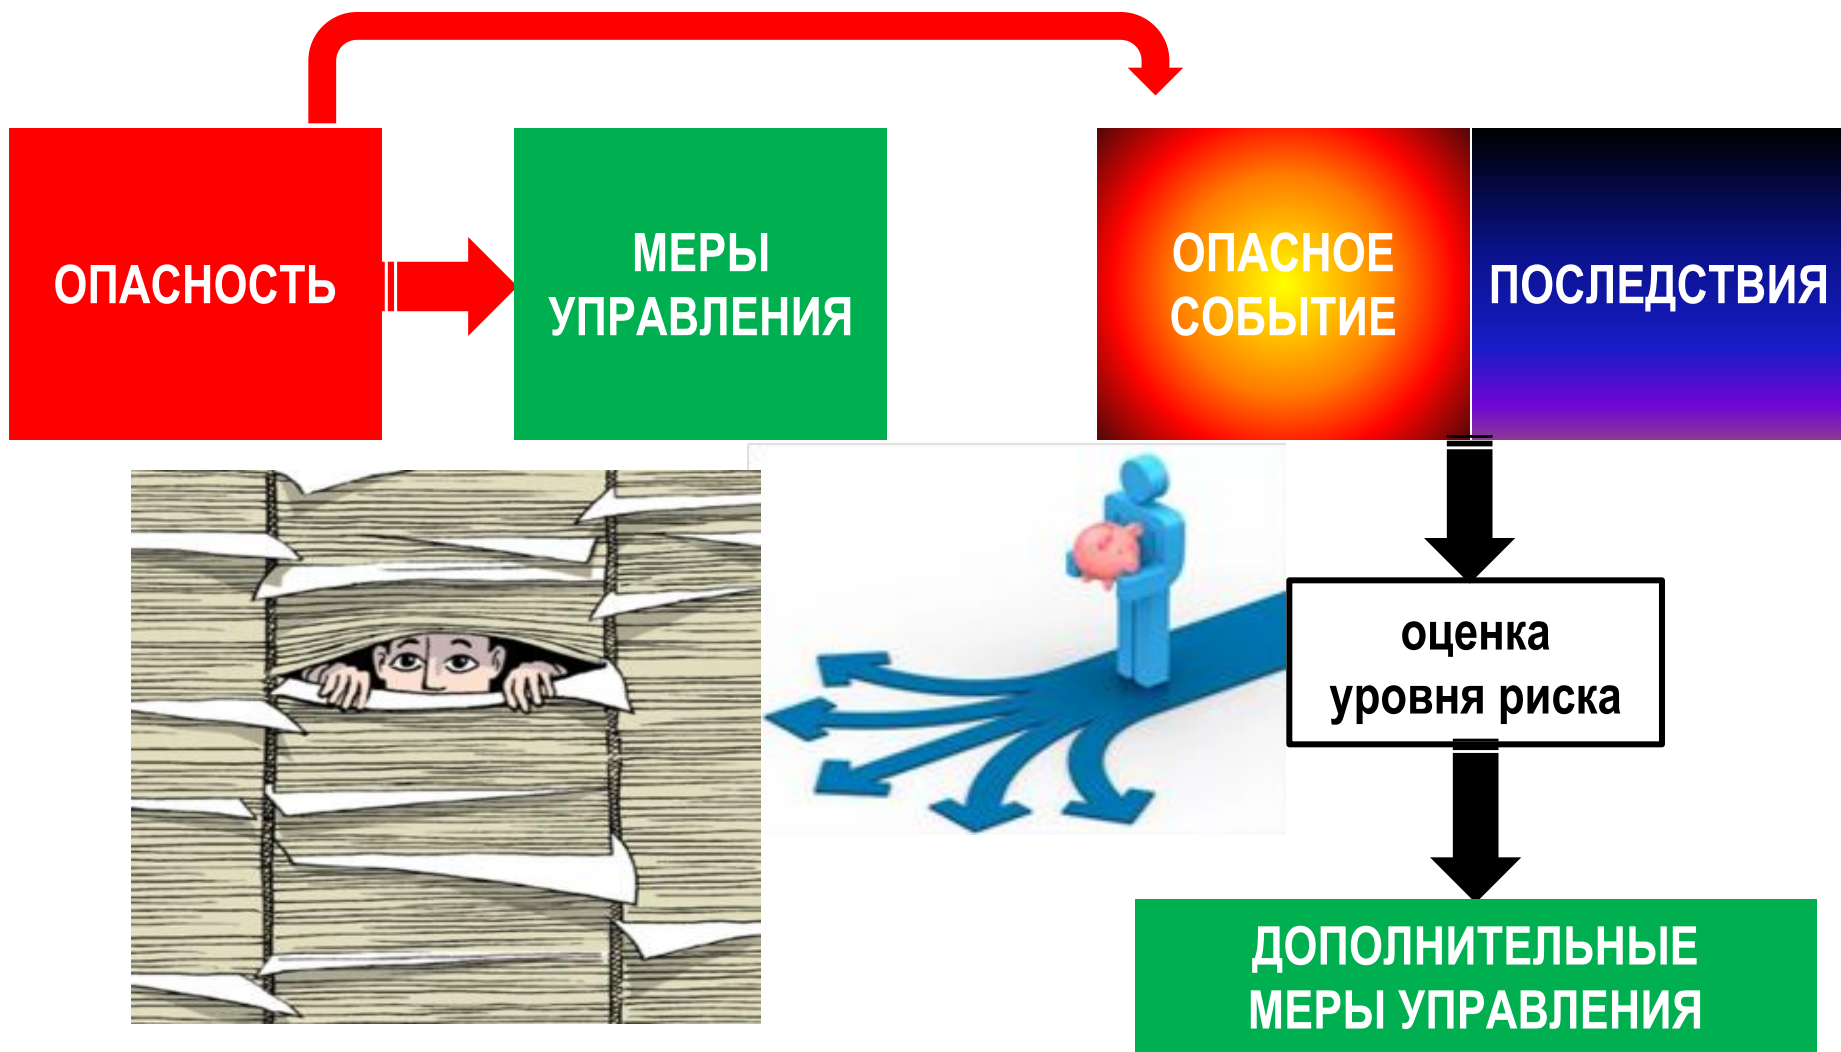 ОПАСНОСТЬ
МЕРЫ
УПРАВЛЕНИЯ
ОПАСНОЕ
СОБЫТИЕ
ПОСЛЕДСТВИЯ
оценка
уровня риска
ДОПОЛНИТЕЛЬНЫЕ
МЕРЫ УПРАВЛЕНИЯ